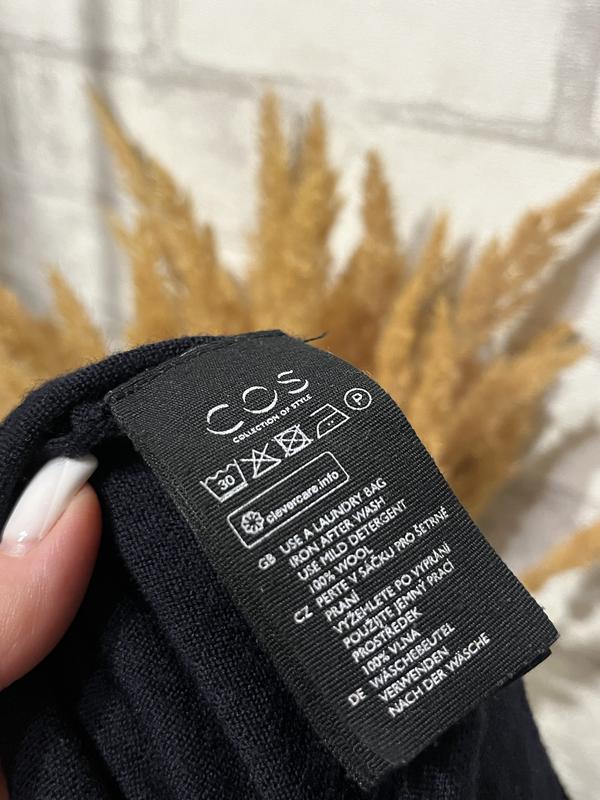 COS
COLLECTION OF STYLE
30
P
clevercare.info
GB USE A LAUNDRY BAG
IRON AFTER WASH
USE MILD DETERGENT
100% WOOL
CZ PERTE V SÁČKU PRO ŠETRNÉ
PRANÍ
VYŽEHLETE PO VYPRÁNÍ
POUŽIJTE JEMNÝ PRACÍ
PROSTŘEDEK
100% VLNA
DE WÄSCHEBEUTEL
VERWENDEN
NACH DER WÄSCHE